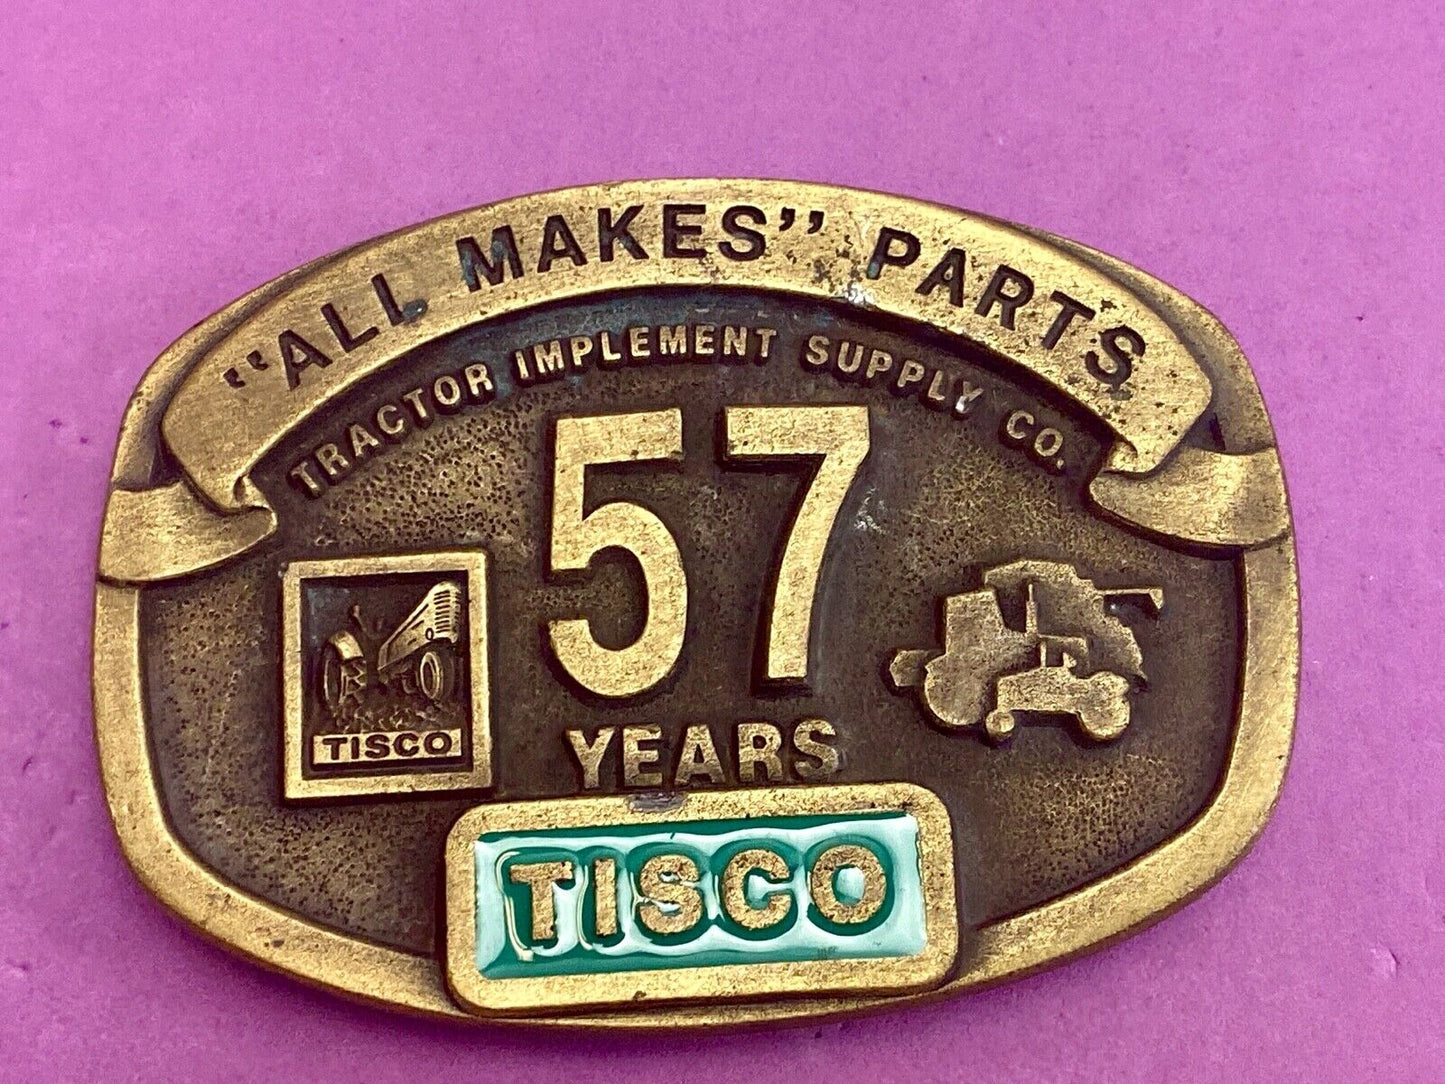 "ALL MAKES" PARTS
TRACTOR IMPLEMENT SUPPLY CO.
57
YEARS
TISCO
TISCO